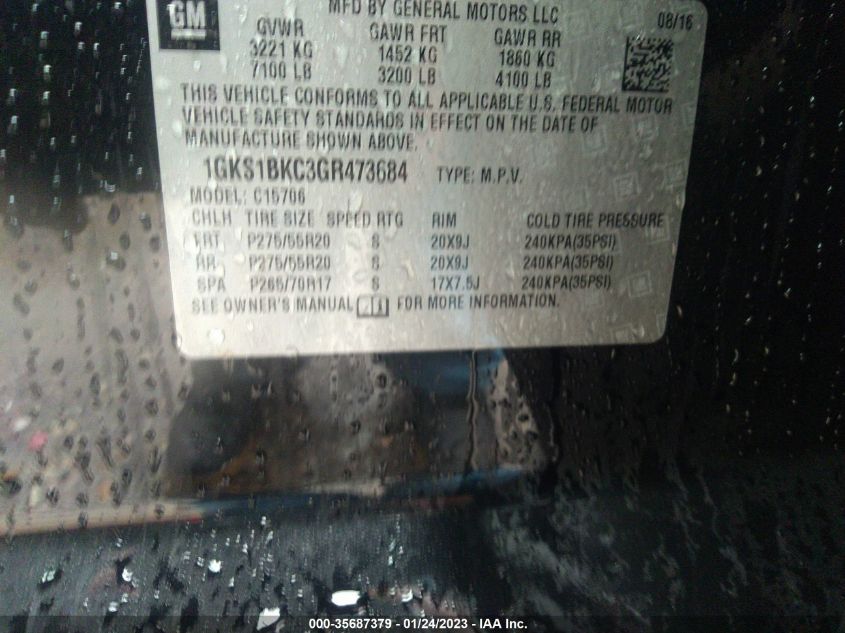 GM
MFD BY GENERAL MOTORS LLC
08/16
GVWR GAWR FRT GAWR RR
3221 KG 1452 KG 1860 KG
7100 LB 3200 LB 4100 LB
THIS VEHICLE CONFORMS TO ALL APPLICABLE U.S. FEDERAL MOTOR
VEHICLE SAFETY STANDARDS IN EFFECT ON THE DATE OF
MANUFACTURE SHOWN ABOVE.
1GKS1BKC3GR473684 TYPE: M.P.V.
MODEL: C15706
CHLH TIRE SIZE SPEED RTG RIM COLD TIRE PRESSURE
FRT P275/55R20 S 20X9J 240KPA(35PSI)
RR P275/55R20 S 20X9J 240KPA(35PSI)
SPA P265/70R17 S 17X7.5J 240KPA(35PSI)
SEE OWNER'S MANUAL FOR MORE INFORMATION.
000-35687379 - 01/24/2023 - IAA Inc.